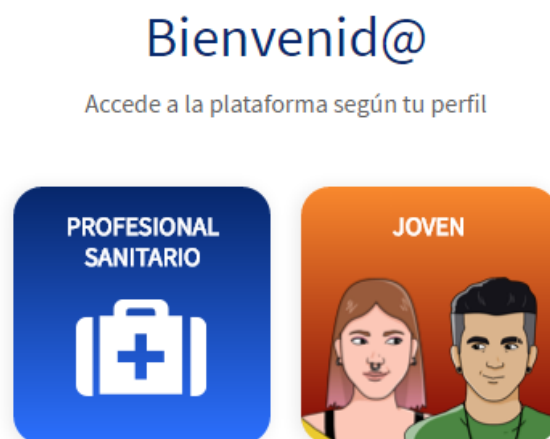 Bienvenid@
Accede a la plataforma según tu perfil
PROFESIONAL
SANITARIO
JOVEN